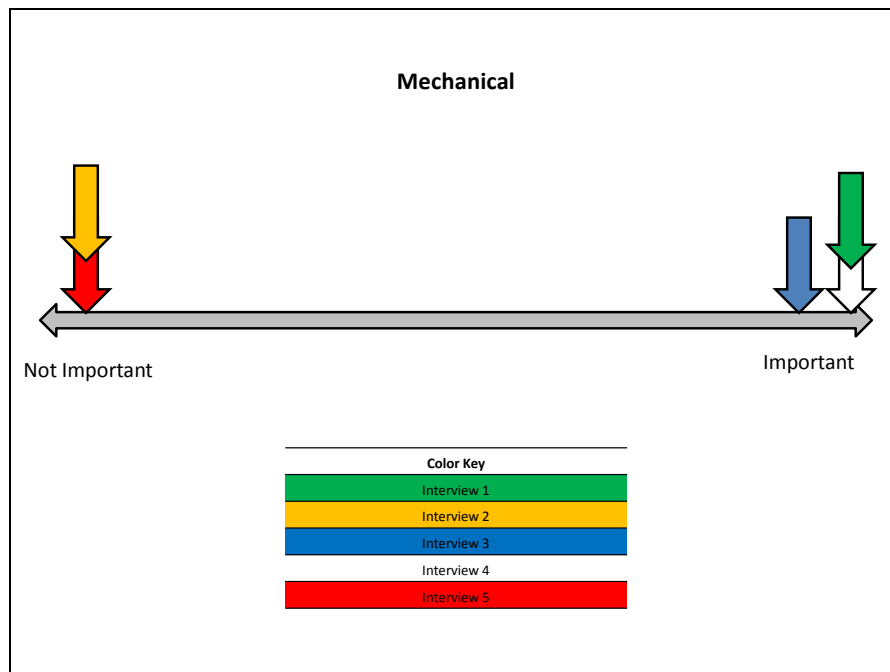 Mechanical
Not Important
Important
Color Key
Interview 1
Interview 2
Interview 3
Interview 4
Interview 5